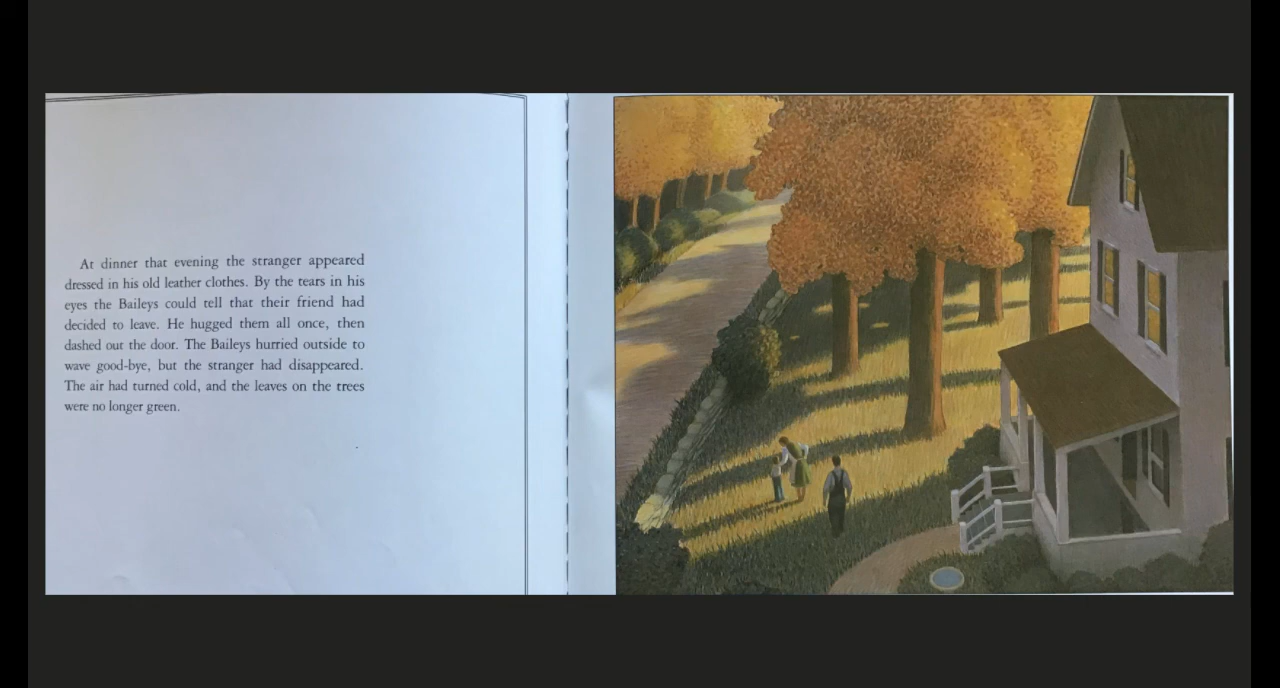 At dinner that evening the stranger appeared
dressed in his old leather clothes. By the tears in his
eyes the Baileys could tell that their friend had
decided to leave. He hugged them all once, then
dashed out the door. The Baileys hurried outside to
wave good-bye, but the stranger had disappeared.
The air had turned cold, and the leaves on the trees
were no longer green.